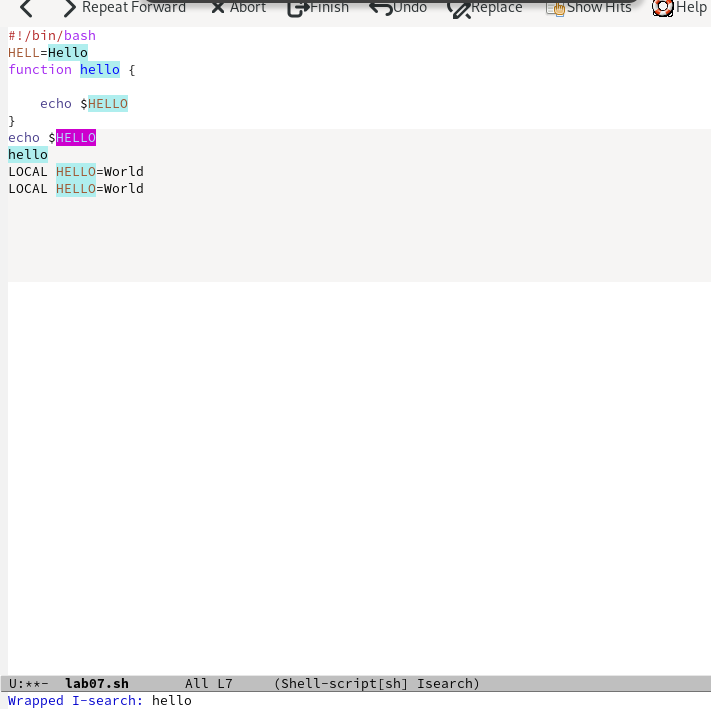 Repeat Forward Abort Finish Undo Replace Show Hits Help
#!/bin/bash
HELL=Hello
function hello {
    echo $HELLO
}
echo $HELLO
hello
LOCAL HELLO=World
LOCAL HELLO=World
U:**-  lab07.sh       All L7     (Shell-script[sh] Isearch)
Wrapped I-search: hello